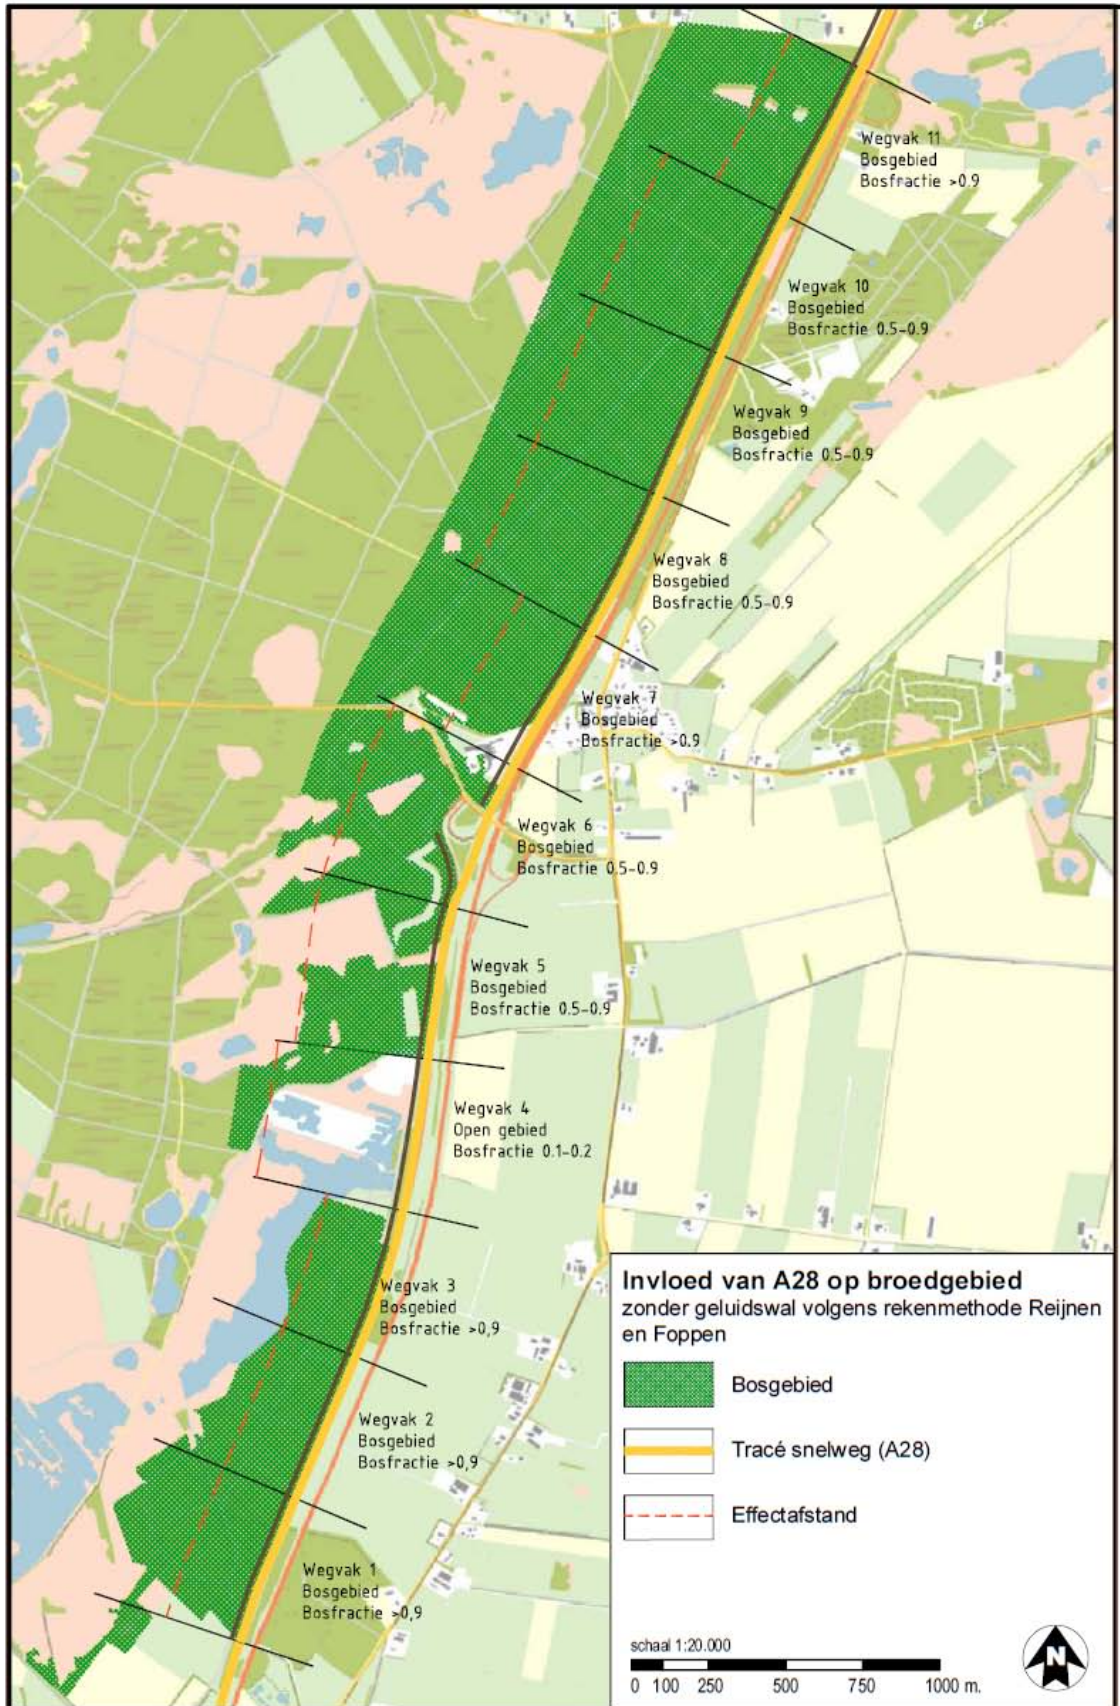 Wegvak 11
Bosgebied
Bosfractie >0.9
Wegvak 10
Bosgebied
Bosfractie 0.5-0.9
Wegvak 9
Bosgebied
Bosfractie 0.5-0.9
Wegvak 8
Bosgebied
Bosfractie 0.5-0.9
Wegvak 7
Bosgebied
Bosfractie >0.9
Wegvak 6
Bosgebied
Bosfractie 0.5-0.9
Wegvak 5
Bosgebied
Bosfractie 0.5-0.9
Wegvak 4
Open gebied
Bosfractie 0.1-0.2
Wegvak 3
Bosgebied
Bosfractie >0,9
Wegvak 2
Bosgebied
Bosfractie >0,9
Wegvak 1
Bosgebied
Bosfractie >0,9
Invloed van A28 op broedgebied
zonder geluidswal volgens rekenmethode Reijnen
en Foppen
Bosgebied
Tracé snelweg (A28)
Effectafstand
schaal 1:20.000
0 100 250 500 750 1000 m.
N